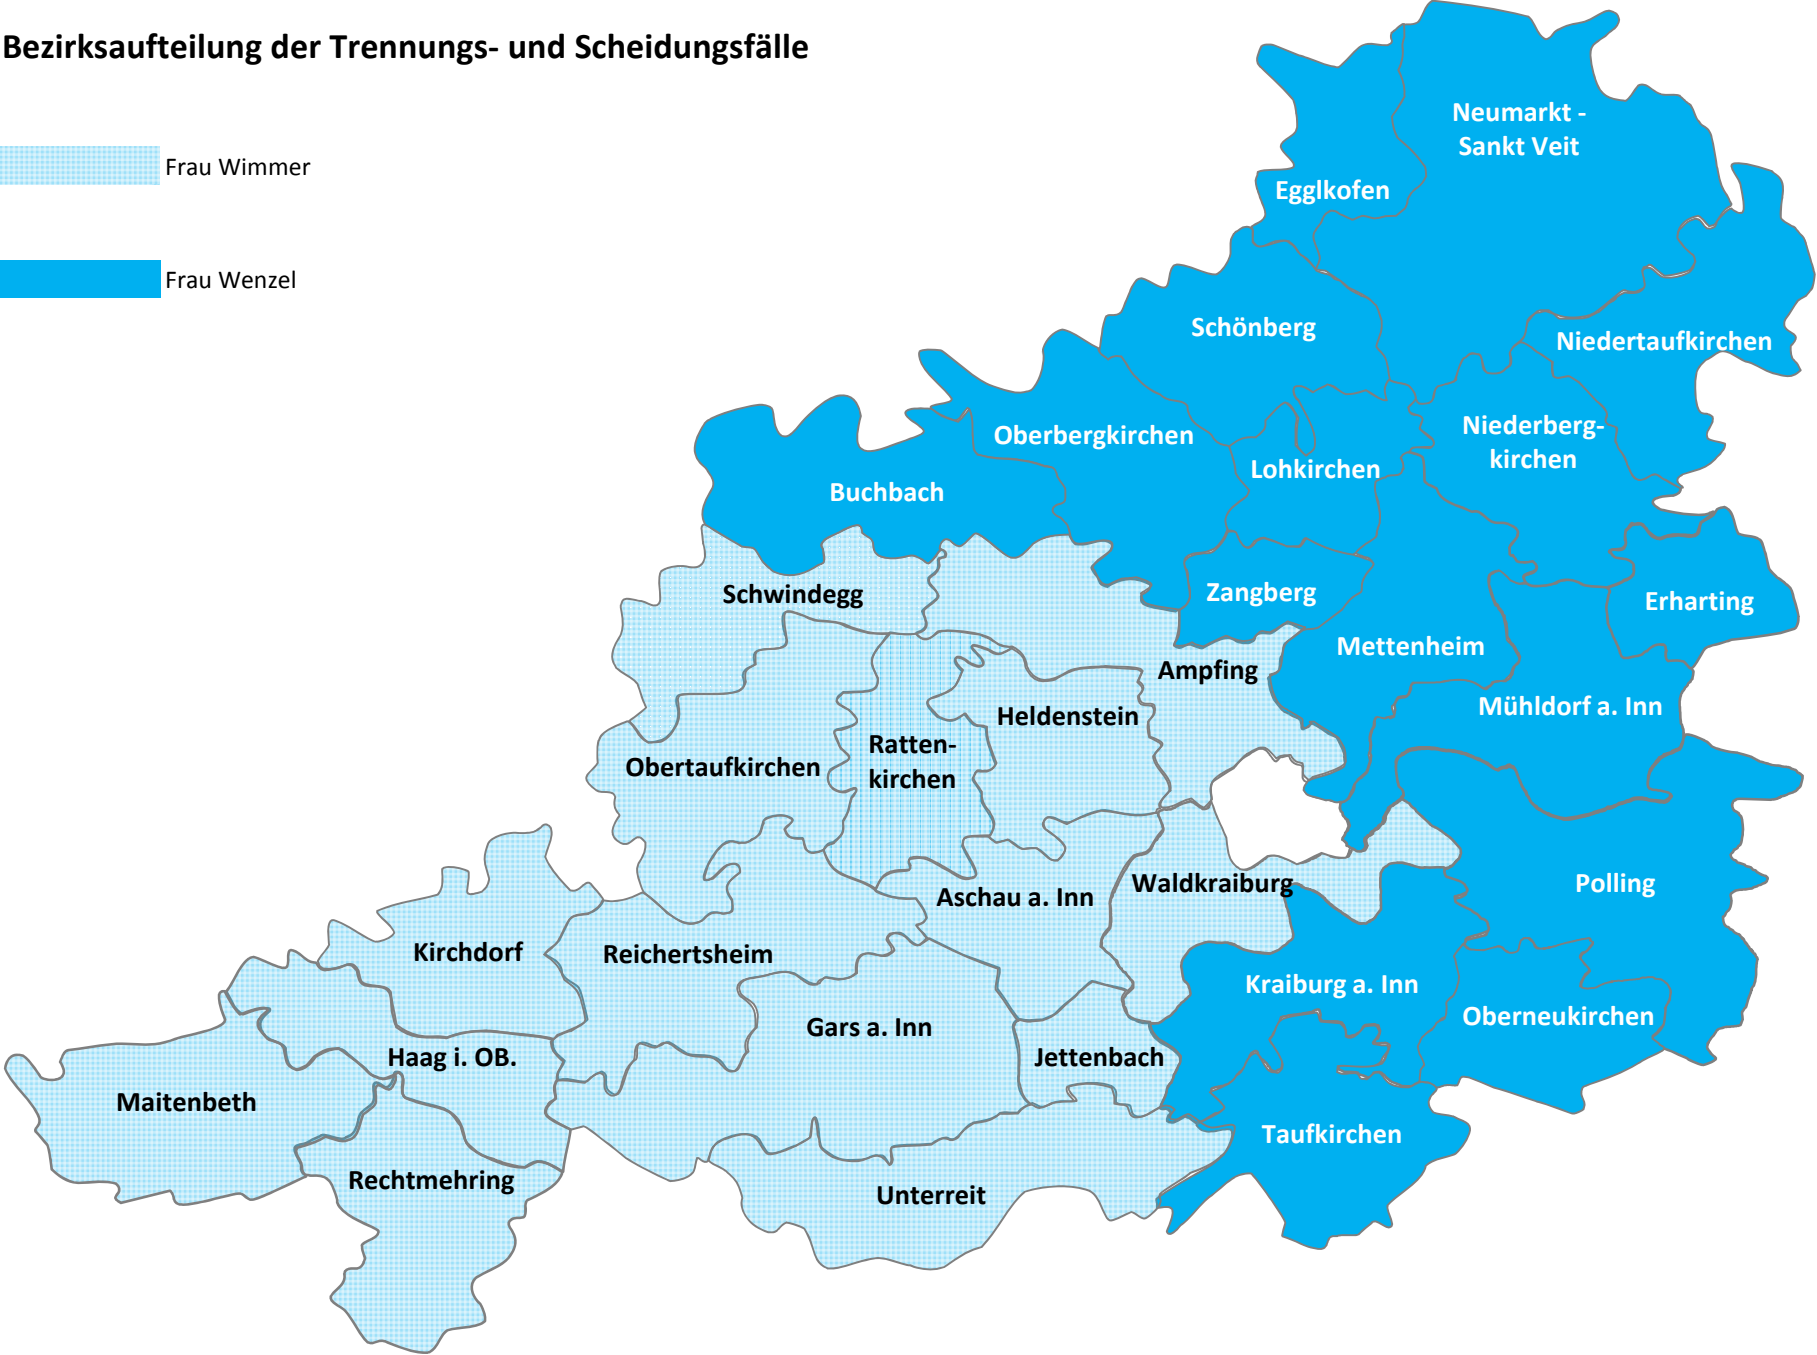 Bezirksaufteilung der Trennungs- und Scheidungsfälle
Frau Wimmer
Frau Wenzel
Neumarkt -
Sankt Veit
Egglkofen
Schönberg
Niedertaufkirchen
Oberbergkirchen
Niederberg-
kirchen
Lohkirchen
Buchbach
Schwindegg
Zangberg
Erharting
Mettenheim
Ampfing
Mühldorf a. Inn
Heldenstein
Ratten-
kirchen
Obertaufkirchen
Waldkraiburg
Polling
Aschau a. Inn
Kirchdorf
Reichertsheim
Kraiburg a. Inn
Oberneukirchen
Gars a. Inn
Haag i. OB.
Jettenbach
Maitenbeth
Taufkirchen
Rechtmehring
Unterreit